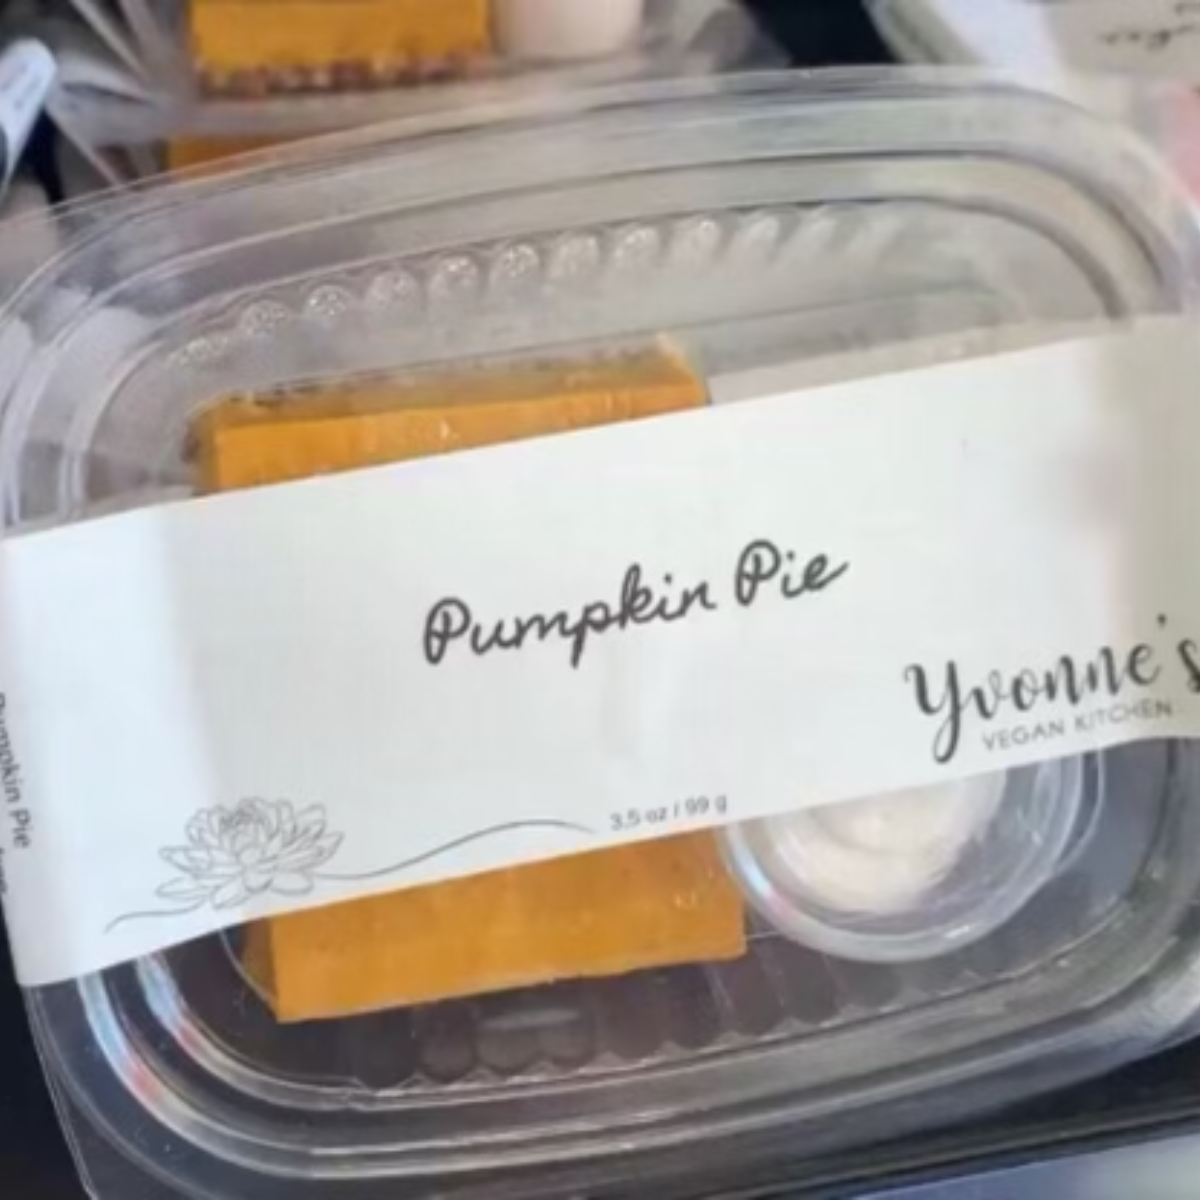 Pumpkin Pie
Yvonne's
VEGAN KITCHEN
3.5 oz | 99 g
Pumpkin Pie